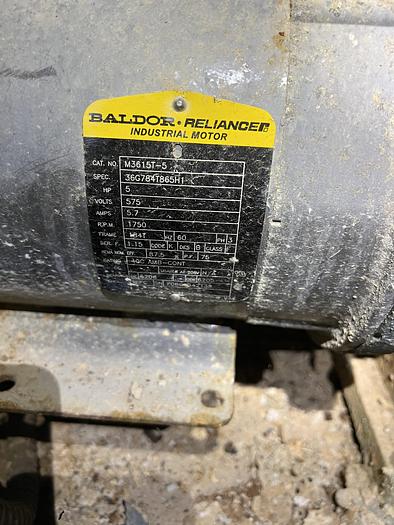 BALDOR • RELIANCE
INDUSTRIAL MOTOR
CAT. NO. M3615T-5
SPEC. 36G784T865H1
HP 5
VOLTS 575
AMPS 5.7
R.P.M. 1750
FRAME 184T HZ 60 PH 3
SER. F. 1.15 CODE K DES B CLASS F
NEMA NOM. EFF. 87.5 % P.F. 76
RATING 40C AMB-CONT